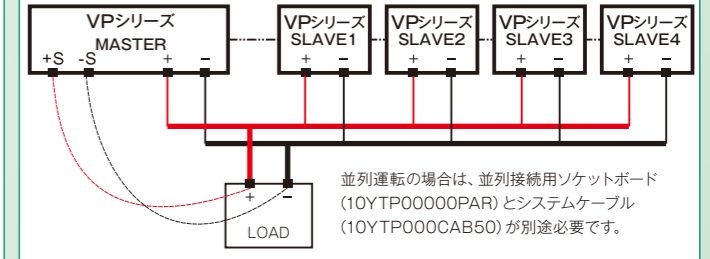 VPシリーズ
MASTER
+S -S + −
VPシリーズ
SLAVE1
+ −
VPシリーズ
SLAVE2
+ −
VPシリーズ
SLAVE3
+ −
VPシリーズ
SLAVE4
+ −
+ −
LOAD
並列運転の場合は、並列接続用ソケットボード
(10YTP00000PAR)とシステムケーブル
(10YTP000CAB50)が別途必要です。